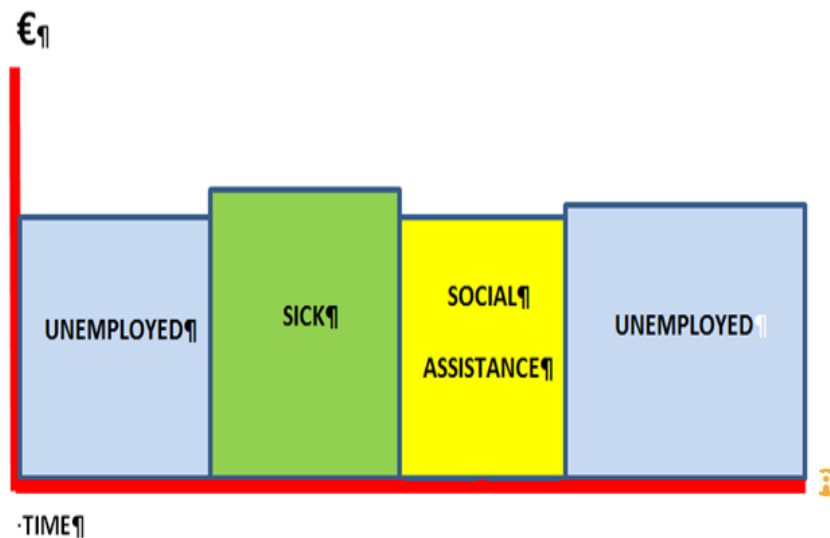 €¶
UNEMPLOYED¶
SICK¶
SOCIAL¶
ASSISTANCE¶
UNEMPLOYED¶
·TIME¶